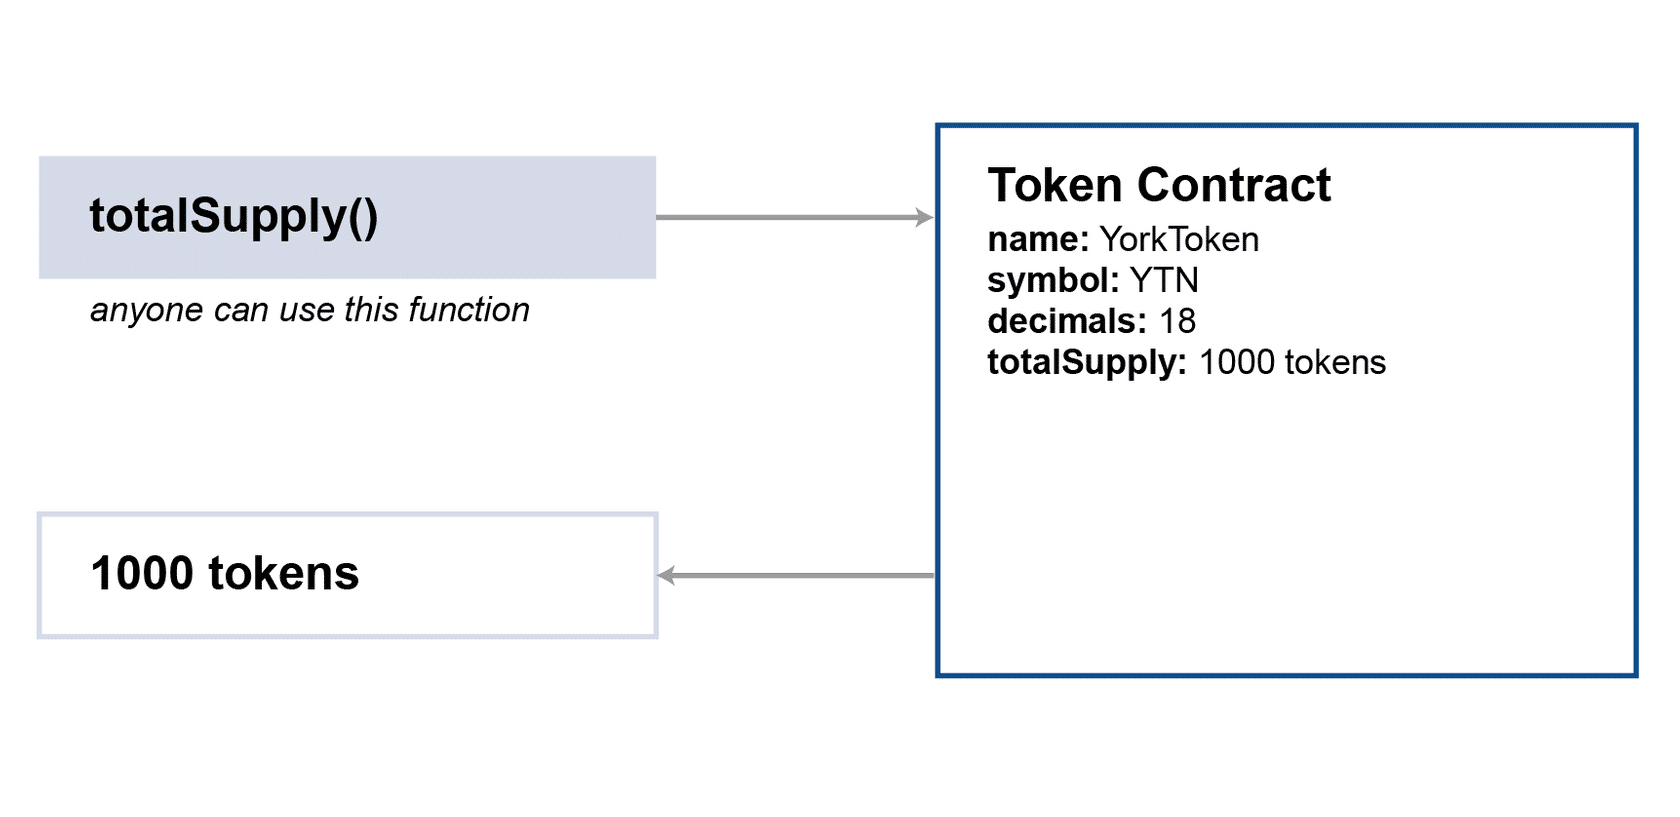 totalSupply()
anyone can use this function
1000 tokens
Token Contract
name: YorkToken
symbol: YTN
decimals: 18
totalSupply: 1000 tokens